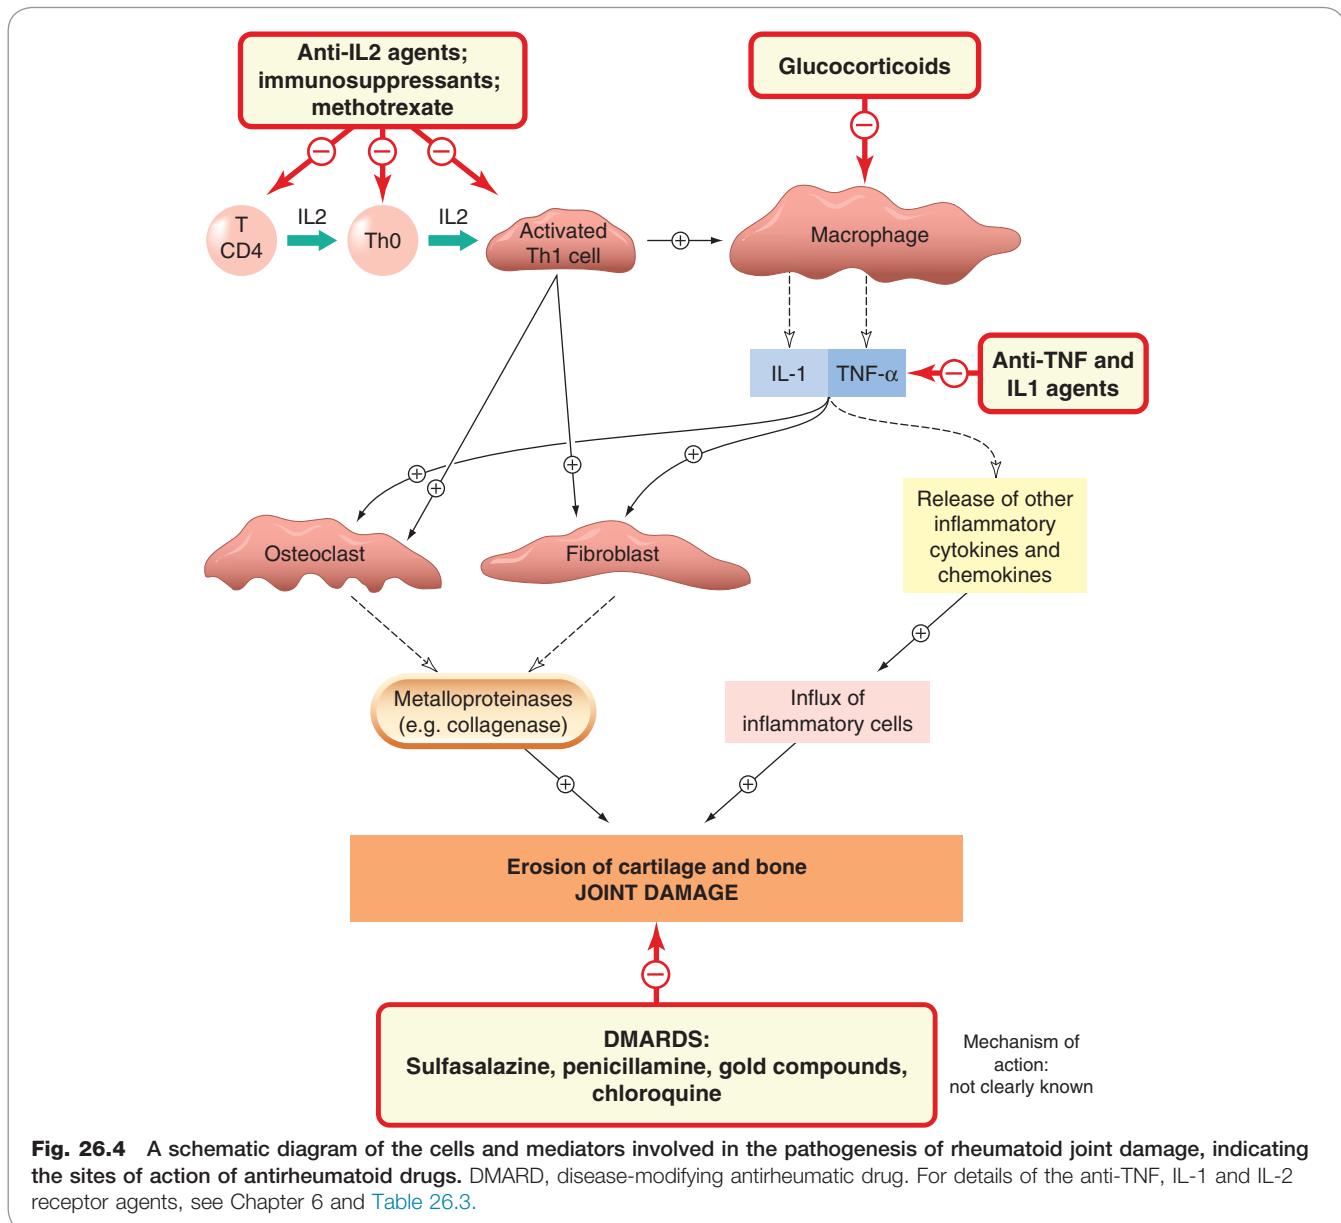 Anti-IL2 agents;
immunosuppressants;
methotrexate
Glucocorticoids
T
CD4
IL2
Th0
IL2
Activated
Th1 cell
Macrophage
IL-1
TNF-α
Anti-TNF and
IL1 agents
Osteoclast
Fibroblast
Release of other
inflammatory
cytokines and
chemokines
Metalloproteinases
(e.g. collagenase)
Influx of
inflammatory cells
Erosion of cartilage and bone
JOINT DAMAGE
DMARDS:
Sulfasalazine, penicillamine, gold compounds,
chloroquine
Mechanism of
action:
not clearly known
Fig. 26.4 A schematic diagram of the cells and mediators involved in the pathogenesis of rheumatoid joint damage, indicating
the sites of action of antirheumatoid drugs. DMARD, disease-modifying antirheumatic drug. For details of the anti-TNF, IL-1 and IL-2
receptor agents, see Chapter 6 and Table 26.3.